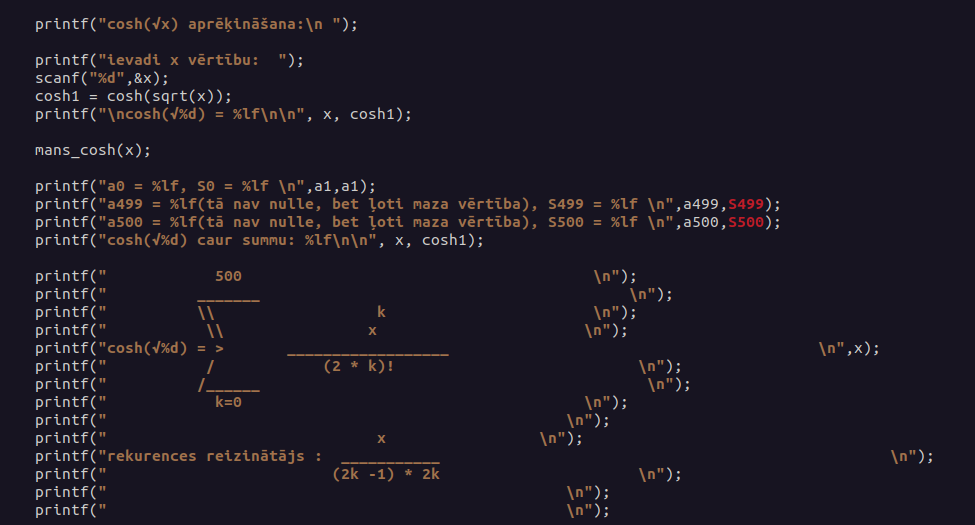 printf("cosh(√x) aprēķināšana:\n ");
printf("ievadi x vērtību:  ");
scanf("%d",&x);
cosh1 = cosh(sqrt(x));
printf("\ncosh(√%d) = %lf\n\n", x, cosh1);
mans_cosh(x);
printf("a0 = %lf, S0 = %lf \n",a1,a1);
printf("a499 = %lf(tā nav nulle, bet ļoti maza vērtība), S499 = %lf \n",a499,S499);
printf("a500 = %lf(tā nav nulle, bet ļoti maza vērtība), S500 = %lf \n",a500,S500);
printf("cosh(√%d) caur summu: %lf\n\n", x, cosh1);
printf("            500                                       \n");
printf("          _______                                         \n");
printf("          \\                  k                       \n");
printf("           \\                x                       \n");
printf("cosh(√%d) = >       __________________                                         \n",x);
printf("           /            (2 * k)!                           \n");
printf("          /______                                           \n");
printf("            k=0                                      \n");
printf("                                                   \n");
printf("                              x                 \n");
printf("rekurences reizinātājs :  ___________                                                  \n");
printf("                         (2k -1) * 2k                      \n");
printf("                                                   \n");
printf("                                                   \n");